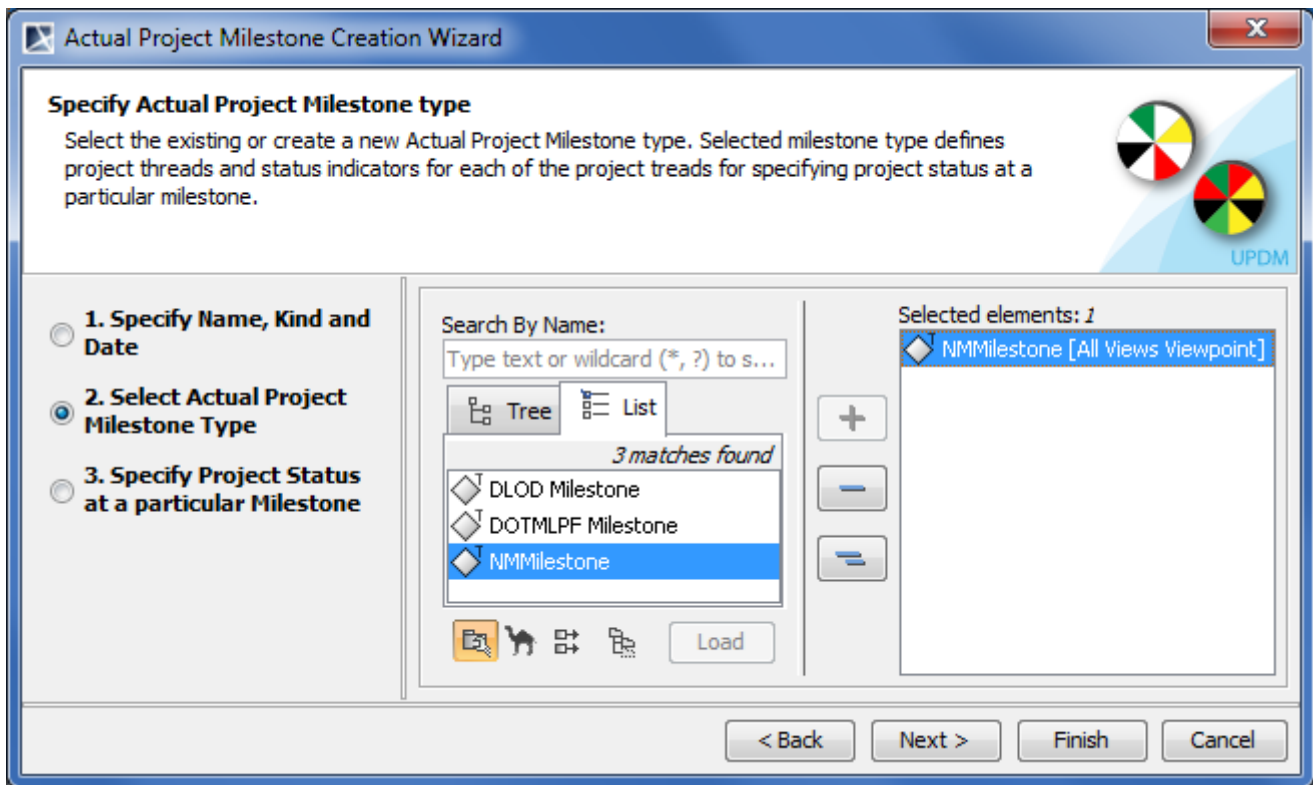 Actual Project Milestone Creation Wizard
Specify Actual Project Milestone type
Select the existing or create a new Actual Project Milestone type. Selected milestone type defines
project threads and status indicators for each of the project treads for specifying project status at a
particular milestone.
UPDM
1. Specify Name, Kind and
Date
2. Select Actual Project
Milestone Type
3. Specify Project Status
at a particular Milestone
Search By Name:
Type text or wildcard (*, ?) to s...
Tree
List
3 matches found
DLOD Milestone
DOTMLPF Milestone
NMMilestone
Load
Selected elements: 1
NMMilestone [All Views Viewpoint]
< Back
Next >
Finish
Cancel